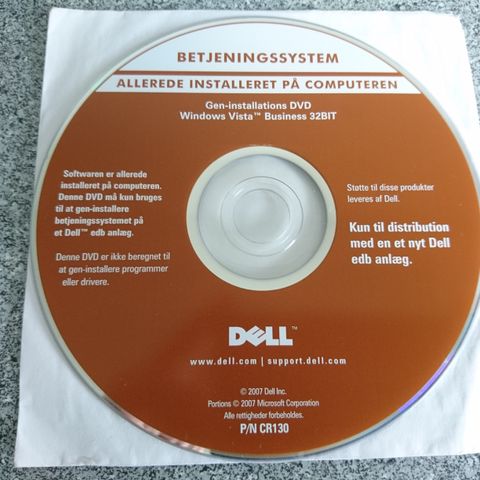 BETJENINGSSYSTEM
ALLEREDE INSTALLERET PÅ COMPUTEREN
Gen-installations DVD
Windows Vista™ Business 32BIT
Softwaren er allerede
installeret på computeren.
Denne DVD må kun bruges
til at gen-installere
betjeningssystemet på
et Dell™ edb anlæg.
Denne DVD er ikke beregnet til
at gen-installere programmer
eller drivere.
Støtte til disse produkter
leveres af Dell.
Kun til distribution
med en et nyt Dell
edb anlæg.
DELL™
www.dell.com | support.dell.com
© 2007 Dell Inc.
Portions © 2007 Microsoft Corporation
Alle rettigheder forbeholdes.
P/N CR130